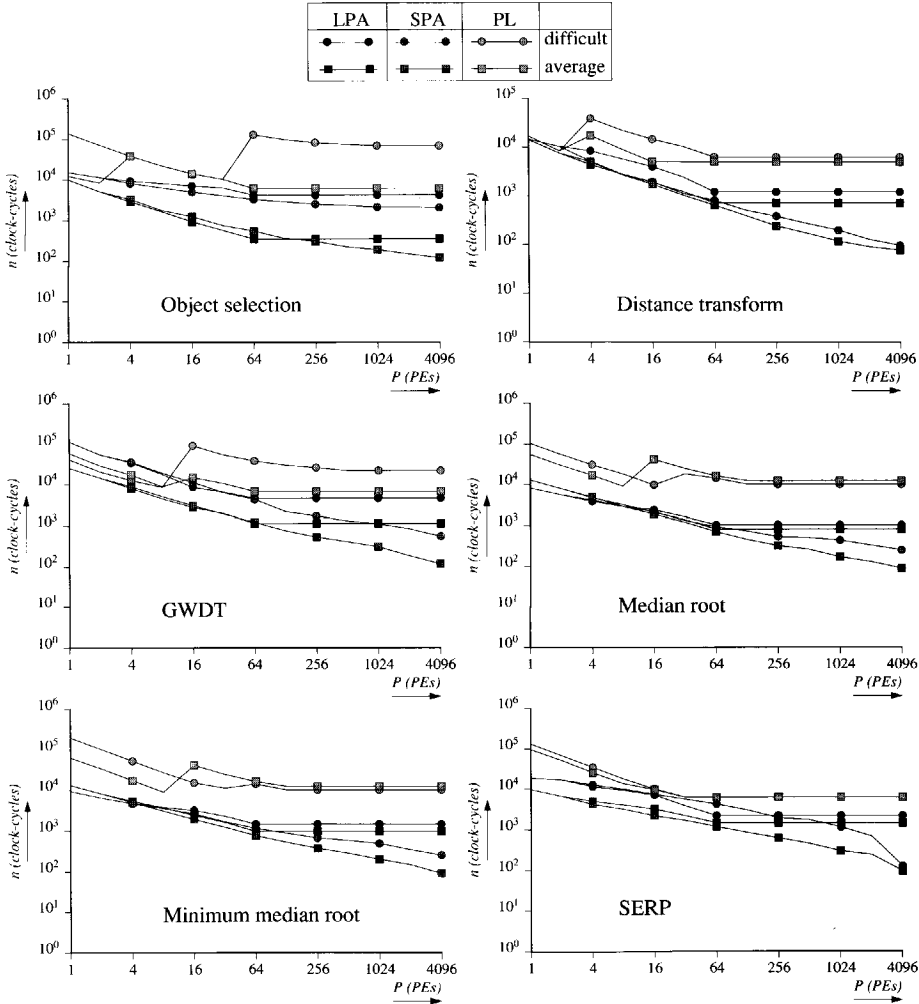 LPA SPA PL
difficult
average
10^6
10^5
10^4
10^3
10^2
10^1
10^0
n (clock-cycles)
Object selection
1 4 16 64 256 1024 4096
P (PEs)
10^5
10^4
10^3
10^2
10^1
10^0
n (clock-cycles)
Distance transform
1 4 16 64 256 1024 4096
P (PEs)
10^6
10^5
10^4
10^3
10^2
10^1
10^0
n (clock-cycles)
GWDT
1 4 16 64 256 1024 4096
P (PEs)
10^6
10^5
10^4
10^3
10^2
10^1
10^0
n (clock-cycles)
Median root
1 4 16 64 256 1024 4096
P (PEs)
10^6
10^5
10^4
10^3
10^2
10^1
10^0
n (clock-cycles)
Minimum median root
1 4 16 64 256 1024 4096
P (PEs)
10^6
10^5
10^4
10^3
10^2
10^1
10^0
n (clock-cycles)
SERP
1 4 16 64 256 1024 4096
P (PEs)